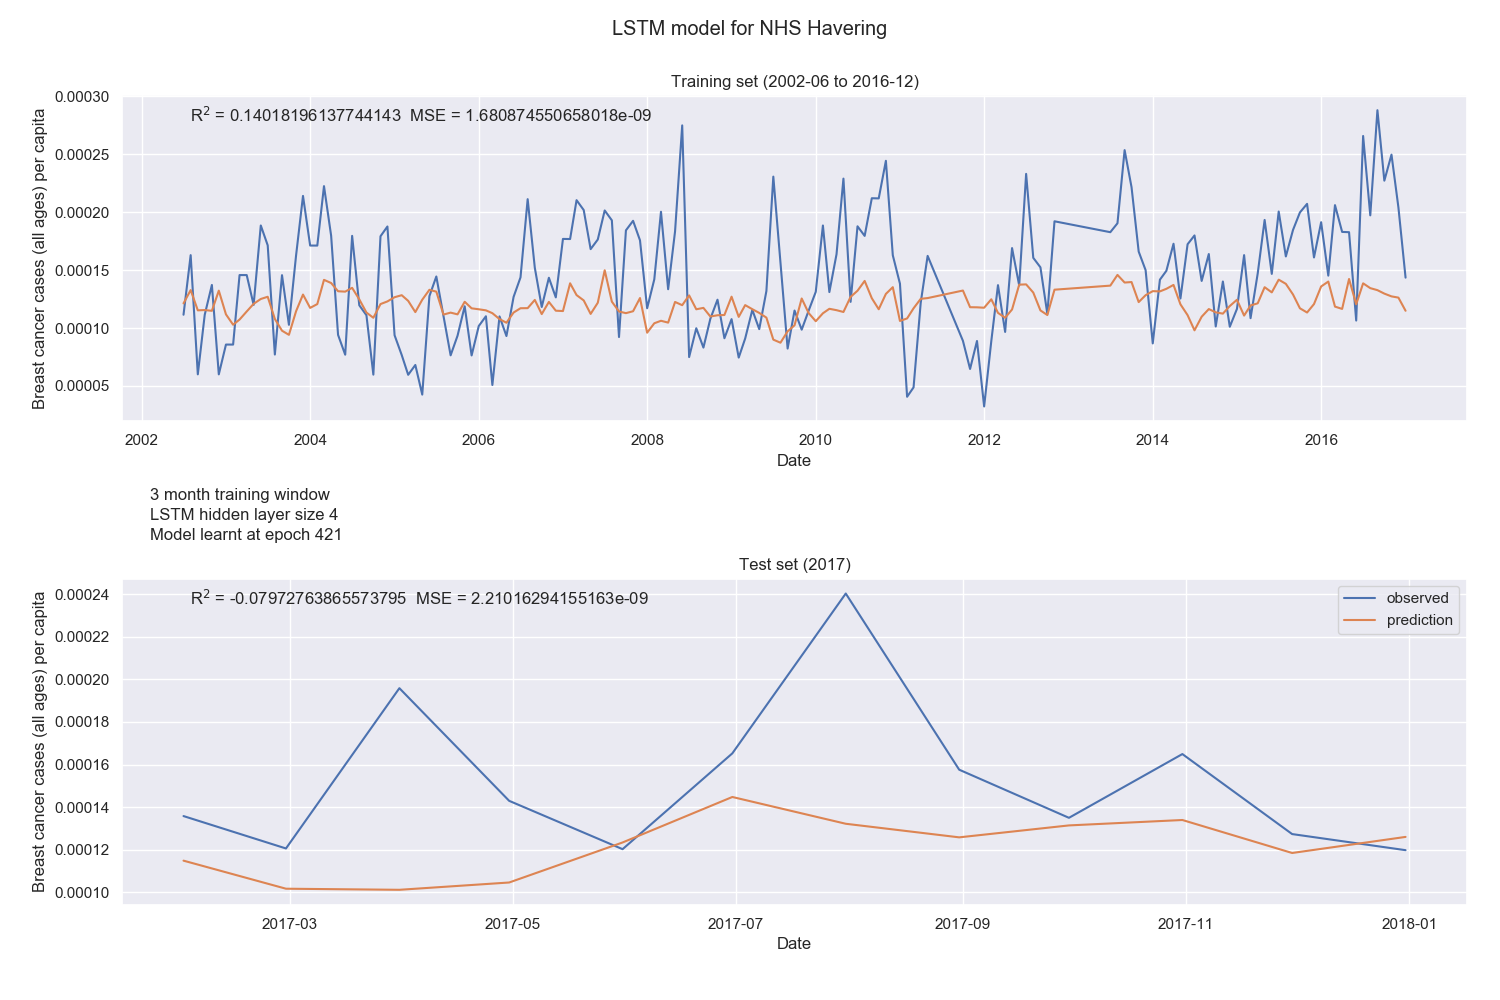 LSTM model for NHS Havering
Training set (2002-06 to 2016-12)
R² = 0.14018196137744143 MSE = 1.680874550658018e-09
Breast cancer cases (all ages) per capita
0.00030
0.00025
0.00020
0.00015
0.00010
0.00005
2002 2004 2006 2008 2010 2012 2014 2016
Date
3 month training window
LSTM hidden layer size 4
Model learnt at epoch 421
Test set (2017)
R² = -0.07972763865573795 MSE = 2.21016294155163e-09
observed
prediction
Breast cancer cases (all ages) per capita
0.00024
0.00022
0.00020
0.00018
0.00016
0.00014
0.00012
0.00010
2017-03 2017-05 2017-07 2017-09 2017-11 2018-01
Date